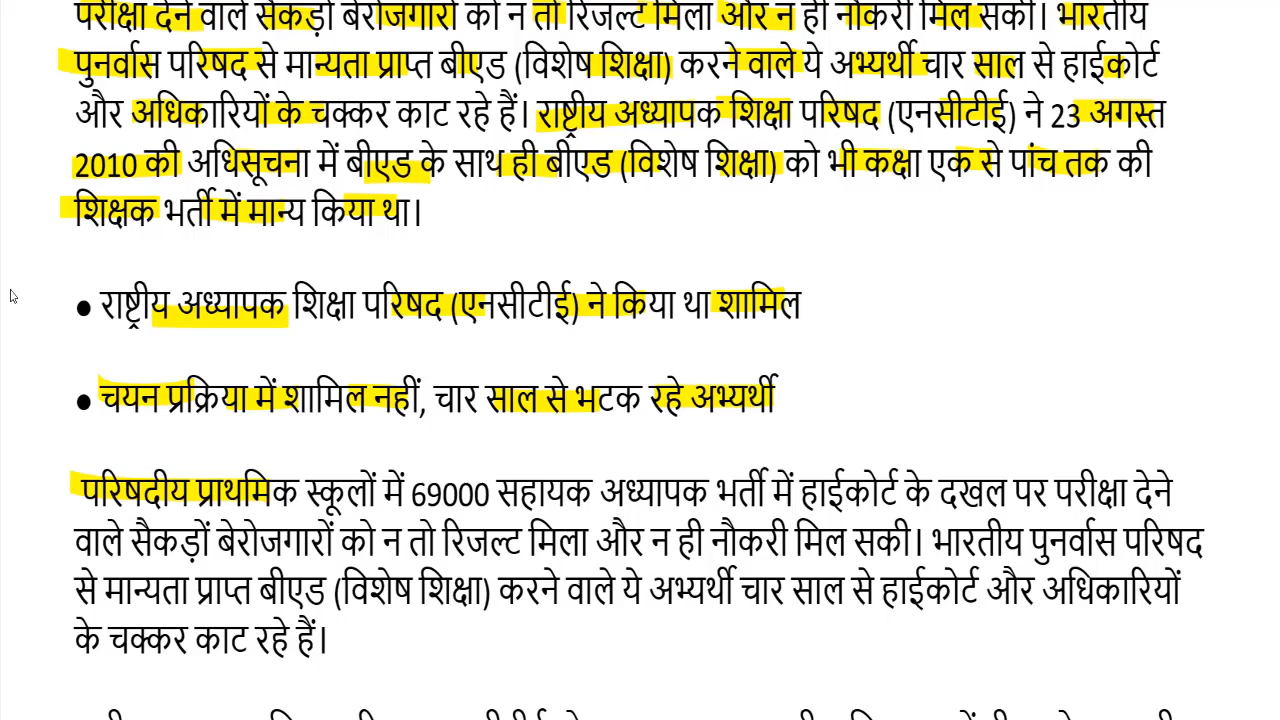 परीक्षा देने वाले सैकड़ों बेरोजगारों को न तो रिजल्ट मिला और न ही नौकरी मिल सकी। भारतीय
पुनर्वास परिषद से मान्यता प्राप्त बीएड (विशेष शिक्षा) करने वाले ये अभ्यर्थी चार साल से हाईकोर्ट
और अधिकारियों के चक्कर काट रहे हैं। राष्ट्रीय अध्यापक शिक्षा परिषद (एनसीटीई) ने 23 अगस्त
2010 की अधिसूचना में बीएड के साथ ही बीएड (विशेष शिक्षा) को भी कक्षा एक से पांच तक की
शिक्षक भर्ती में मान्य किया था।
● राष्ट्रीय अध्यापक शिक्षा परिषद (एनसीटीई) ने किया था शामिल
● चयन प्रक्रिया में शामिल नहीं, चार साल से भटक रहे अभ्यर्थी
परिषदीय प्राथमिक स्कूलों में 69000 सहायक अध्यापक भर्ती में हाईकोर्ट के दखल पर परीक्षा देने
वाले सैकड़ों बेरोजगारों को न तो रिजल्ट मिला और न ही नौकरी मिल सकी। भारतीय पुनर्वास परिषद
से मान्यता प्राप्त बीएड (विशेष शिक्षा) करने वाले ये अभ्यर्थी चार साल से हाईकोर्ट और अधिकारियों
के चक्कर काट रहे हैं।